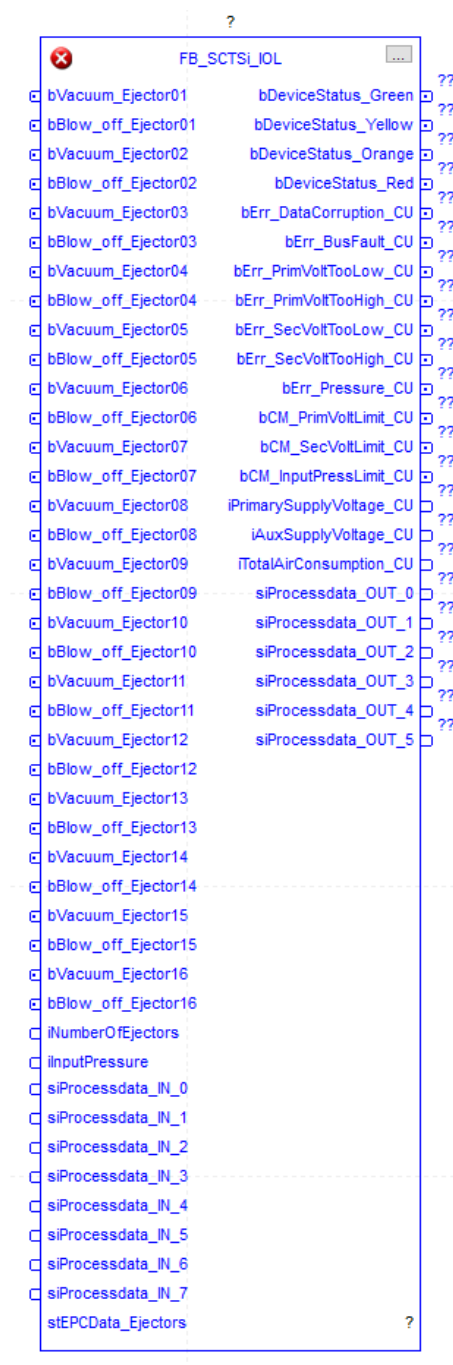 ?
FB_SCTSi_IOL ...
??
bVacuum_Ejector01 bDeviceStatus_Green
??
bBlow_off_Ejector01 bDeviceStatus_Yellow
??
bVacuum_Ejector02 bDeviceStatus_Orange
??
bBlow_off_Ejector02 bDeviceStatus_Red
??
bVacuum_Ejector03 bErr_DataCorruption_CU
??
bBlow_off_Ejector03 bErr_BusFault_CU
??
bVacuum_Ejector04 bErr_PrimVoltTooLow_CU
??
bBlow_off_Ejector04 bErr_PrimVoltTooHigh_CU
??
bVacuum_Ejector05 bErr_SecVoltTooLow_CU
??
bBlow_off_Ejector05 bErr_SecVoltTooHigh_CU
??
bVacuum_Ejector06 bErr_Pressure_CU
??
bBlow_off_Ejector06 bCM_PrimVoltLimit_CU
??
bVacuum_Ejector07 bCM_SecVoltLimit_CU
??
bBlow_off_Ejector07 bCM_InputPressLimit_CU
??
bVacuum_Ejector08 iPrimarySupplyVoltage_CU
??
bBlow_off_Ejector08 iAuxSupplyVoltage_CU
??
bVacuum_Ejector09 iTotalAirConsumption_CU
??
bBlow_off_Ejector09 siProcessdata_OUT_0
??
bVacuum_Ejector10 siProcessdata_OUT_1
??
bBlow_off_Ejector10 siProcessdata_OUT_2
??
bVacuum_Ejector11 siProcessdata_OUT_3
??
bBlow_off_Ejector11 siProcessdata_OUT_4
??
bVacuum_Ejector12 siProcessdata_OUT_5
bBlow_off_Ejector12
bVacuum_Ejector13
bBlow_off_Ejector13
bVacuum_Ejector14
bBlow_off_Ejector14
bVacuum_Ejector15
bBlow_off_Ejector15
bVacuum_Ejector16
bBlow_off_Ejector16
iNumberOfEjectors
iInputPressure
siProcessdata_IN_0
siProcessdata_IN_1
siProcessdata_IN_2
siProcessdata_IN_3
siProcessdata_IN_4
siProcessdata_IN_5
siProcessdata_IN_6
siProcessdata_IN_7
stEPCData_Ejectors ?